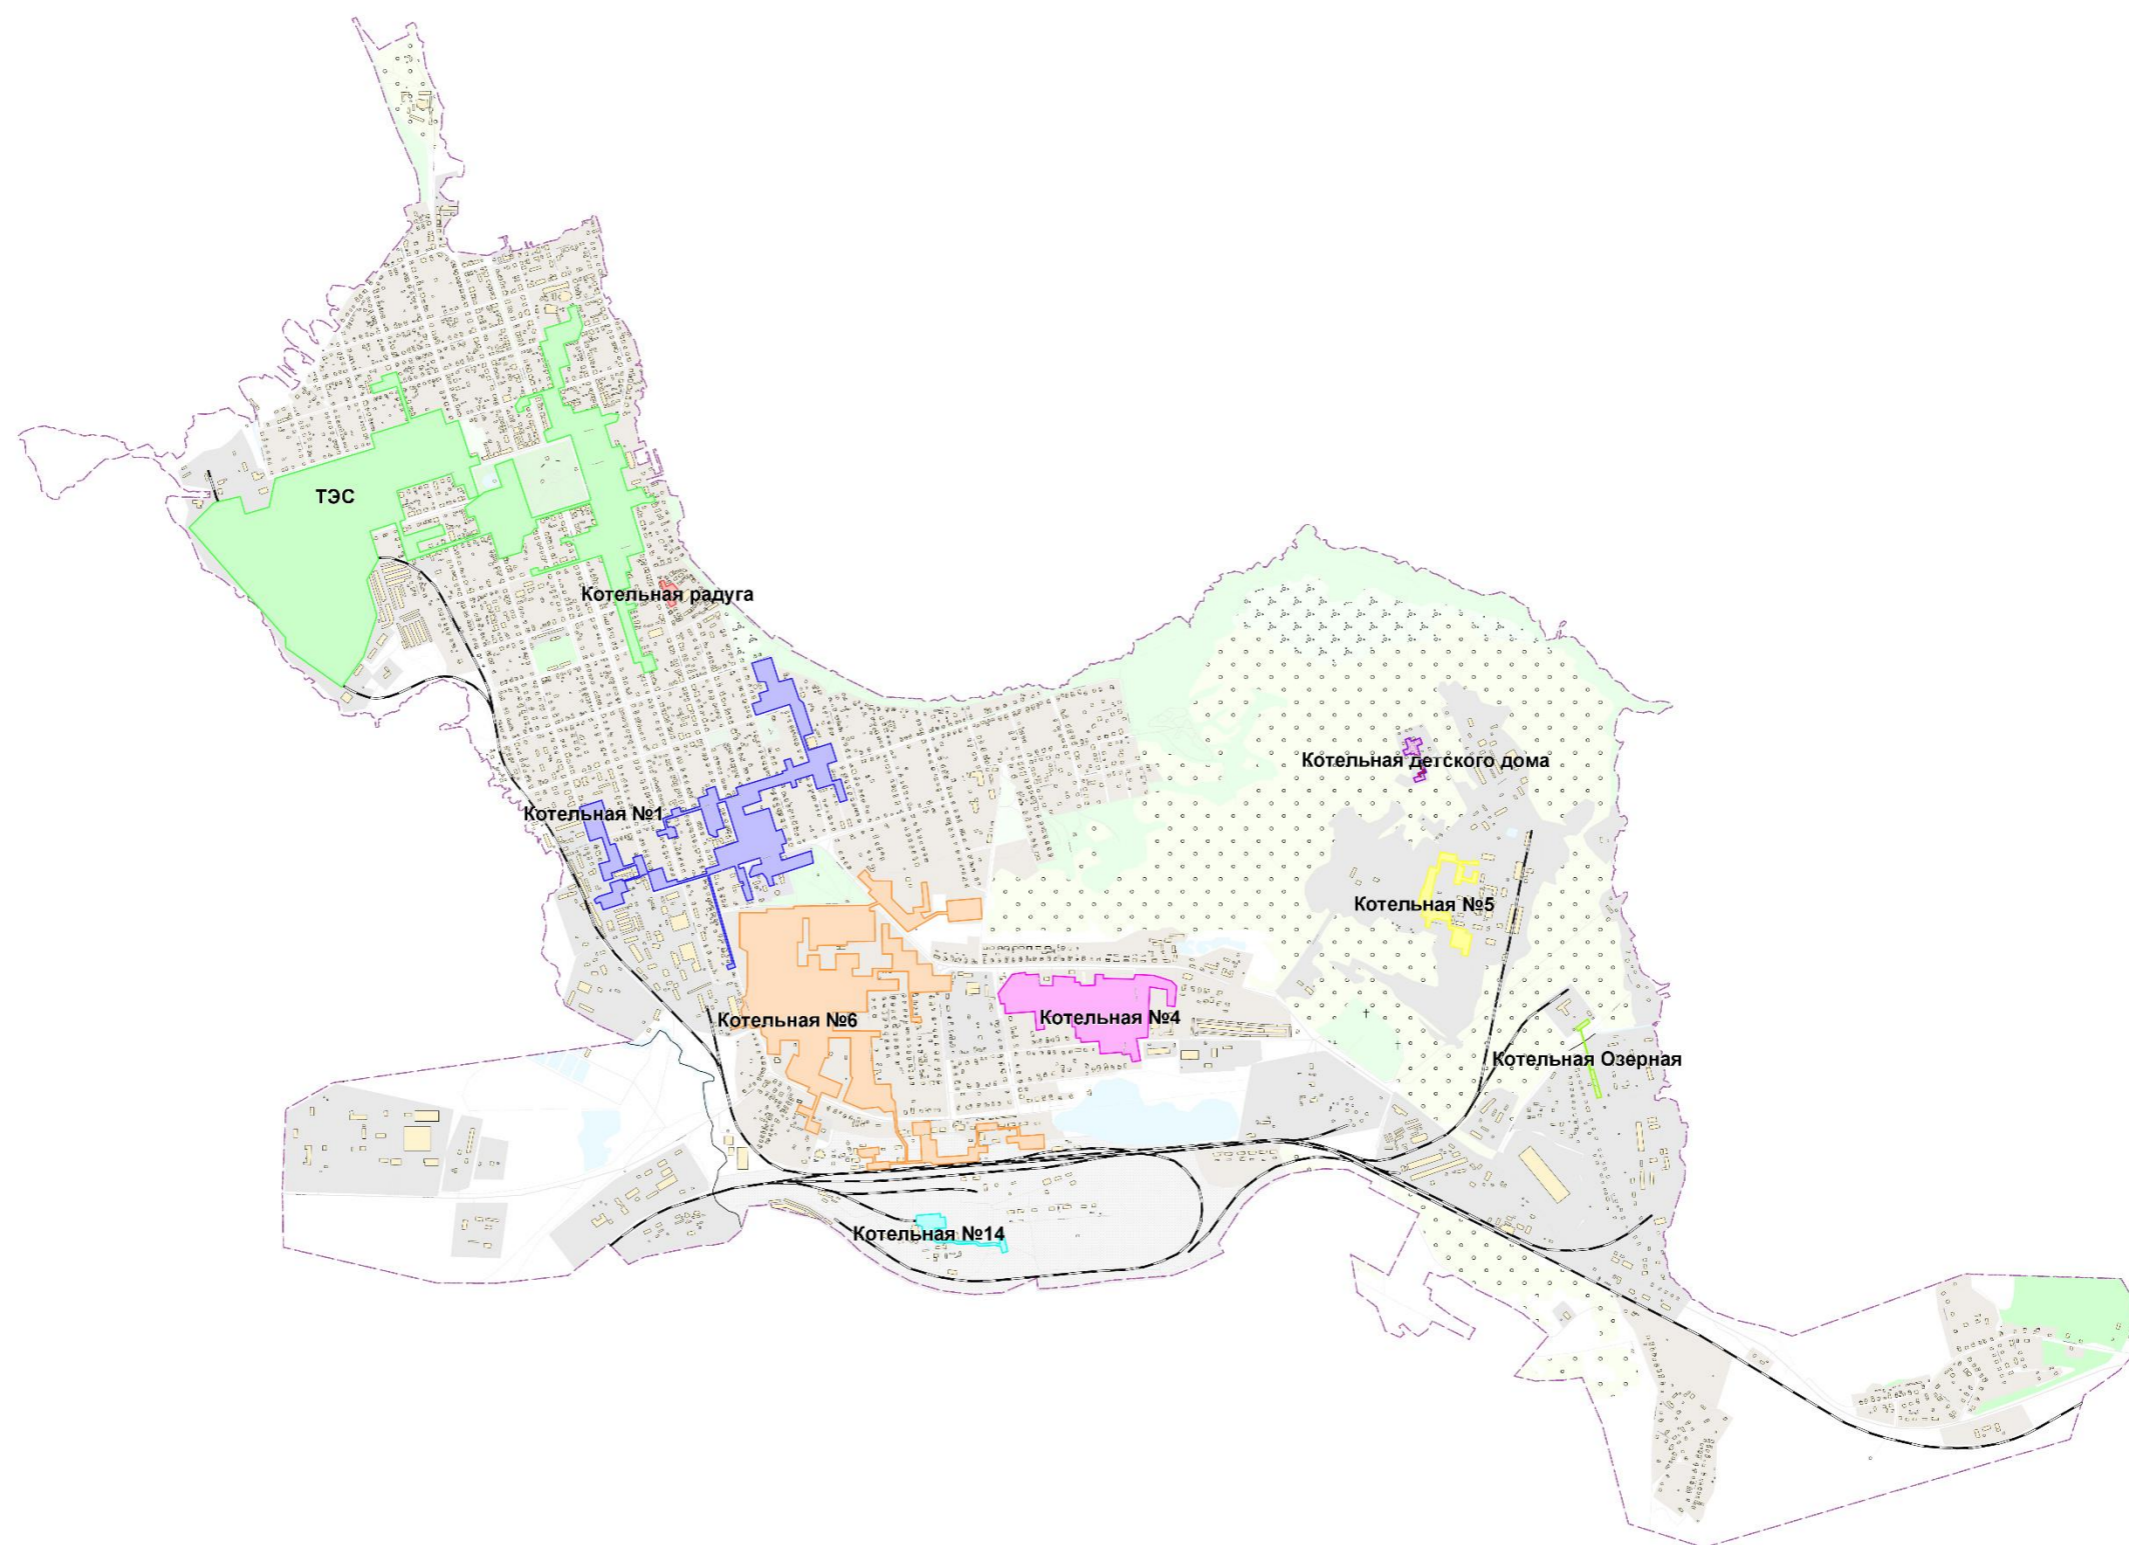 ТЭС
Котельная радуга
Котельная детского дома
Котельная №1
Котельная №5
Котельная №6
Котельная №4
Котельная Озерная
Котельная №14